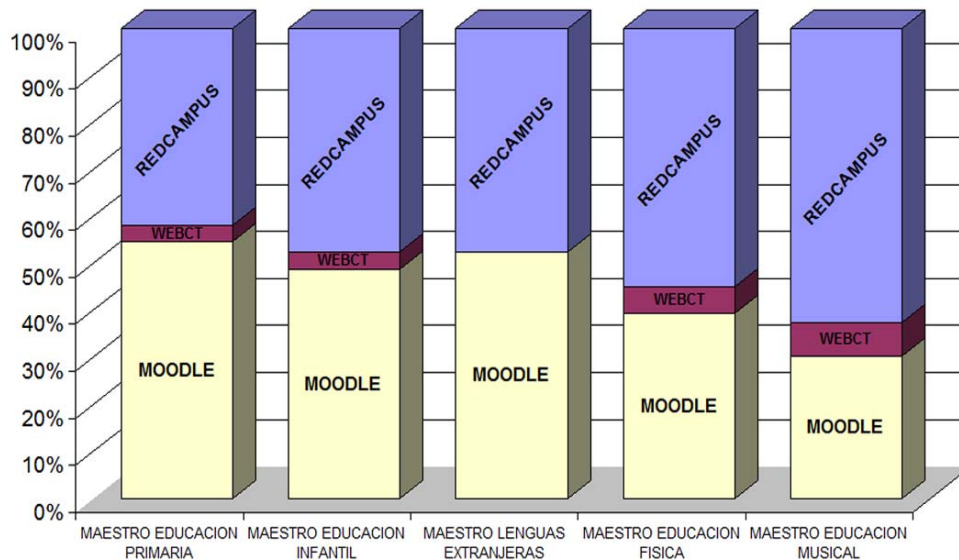 100%
90%
80%
70%
60%
50%
40%
30%
20%
10%
0%
REDCAMPUS
WEBCT
MOODLE
REDCAMPUS
WEBCT
MOODLE
REDCAMPUS
MOODLE
REDCAMPUS
WEBCT
MOODLE
REDCAMPUS
WEBCT
MOODLE
MAESTRO EDUCACION
PRIMARIA
MAESTRO EDUCACION
INFANTIL
MAESTRO LENGUAS
EXTRANJERAS
MAESTRO EDUCACION
FISICA
MAESTRO EDUCACION
MUSICAL